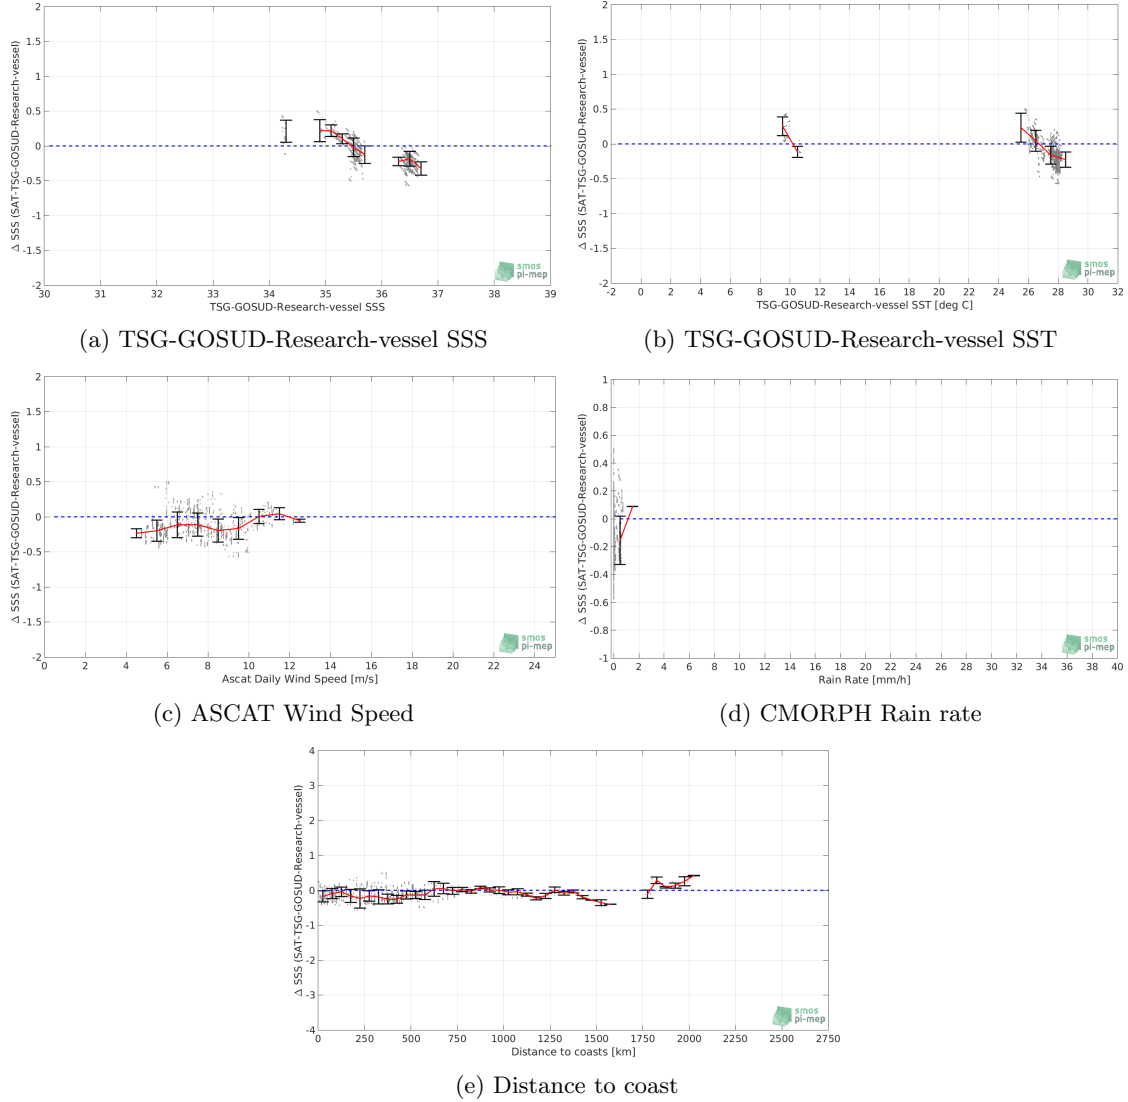 2
1.5
1
0.5
0
-0.5
-1
-1.5
-2
Δ SSS (SAT-TSG-GOSUD-Research-vessel)
30 31 32 33 34 35 36 37 38 39
TSG-GOSUD-Research-vessel SSS
smos
pi-mep
(a) TSG-GOSUD-Research-vessel SSS
2
1.5
1
0.5
0
-0.5
-1
-1.5
-2
Δ SSS (SAT-TSG-GOSUD-Research-vessel)
-2 0 2 4 6 8 10 12 14 16 18 20 22 24 26 28 30 32
TSG-GOSUD-Research-vessel SST [deg C]
smos
pi-mep
(b) TSG-GOSUD-Research-vessel SST
2
1.5
1
0.5
0
-0.5
-1
-1.5
-2
Δ SSS (SAT-TSG-GOSUD-Research-vessel)
0 2 4 6 8 10 12 14 16 18 20 22 24
Ascat Daily Wind Speed [m/s]
smos
pi-mep
(c) ASCAT Wind Speed
1
0.8
0.6
0.4
0.2
0
-0.2
-0.4
-0.6
-0.8
-1
Δ SSS (SAT-TSG-GOSUD-Research-vessel)
0 2 4 6 8 10 12 14 16 18 20 22 24 26 28 30 32 34 36 38 40
Rain Rate [mm/h]
smos
pi-mep
(d) CMORPH Rain rate
4
3
2
1
0
-1
-2
-3
-4
Δ SSS (SAT-TSG-GOSUD-Research-vessel)
0 250 500 750 1000 1250 1500 1750 2000 2250 2500 2750
Distance to coasts [km]
smos
pi-mep
(e) Distance to coast